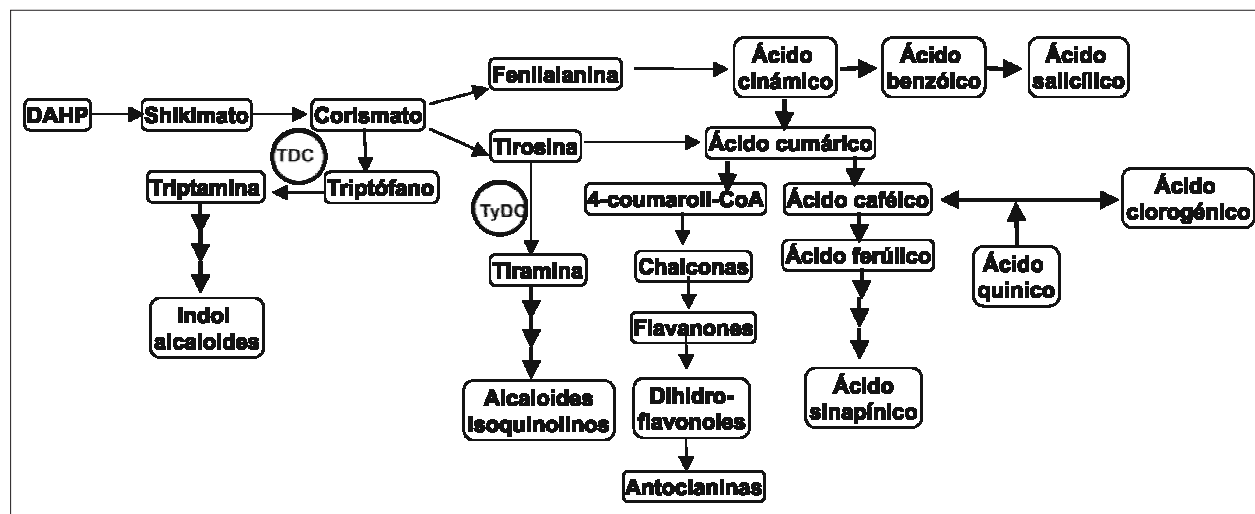 Fenilalanina
Ácido
cinámico
Ácido
benzóico
Ácido
salicílico
DAHP
Shikimato
Corismato
Tirosina
Ácido cumárico
TDC
Triptamina
Triptófano
TyDC
4-coumaroil-CoA
Ácido caféico
Ácido
clorogénico
Tiramina
Chalconas
Ácido ferúlico
Ácido
quinico
Indol
alcaloides
Flavanones
Alcaloides
isoquinolinos
Dihidro-
flavonoles
Ácido
sinapínico
Antocianinas